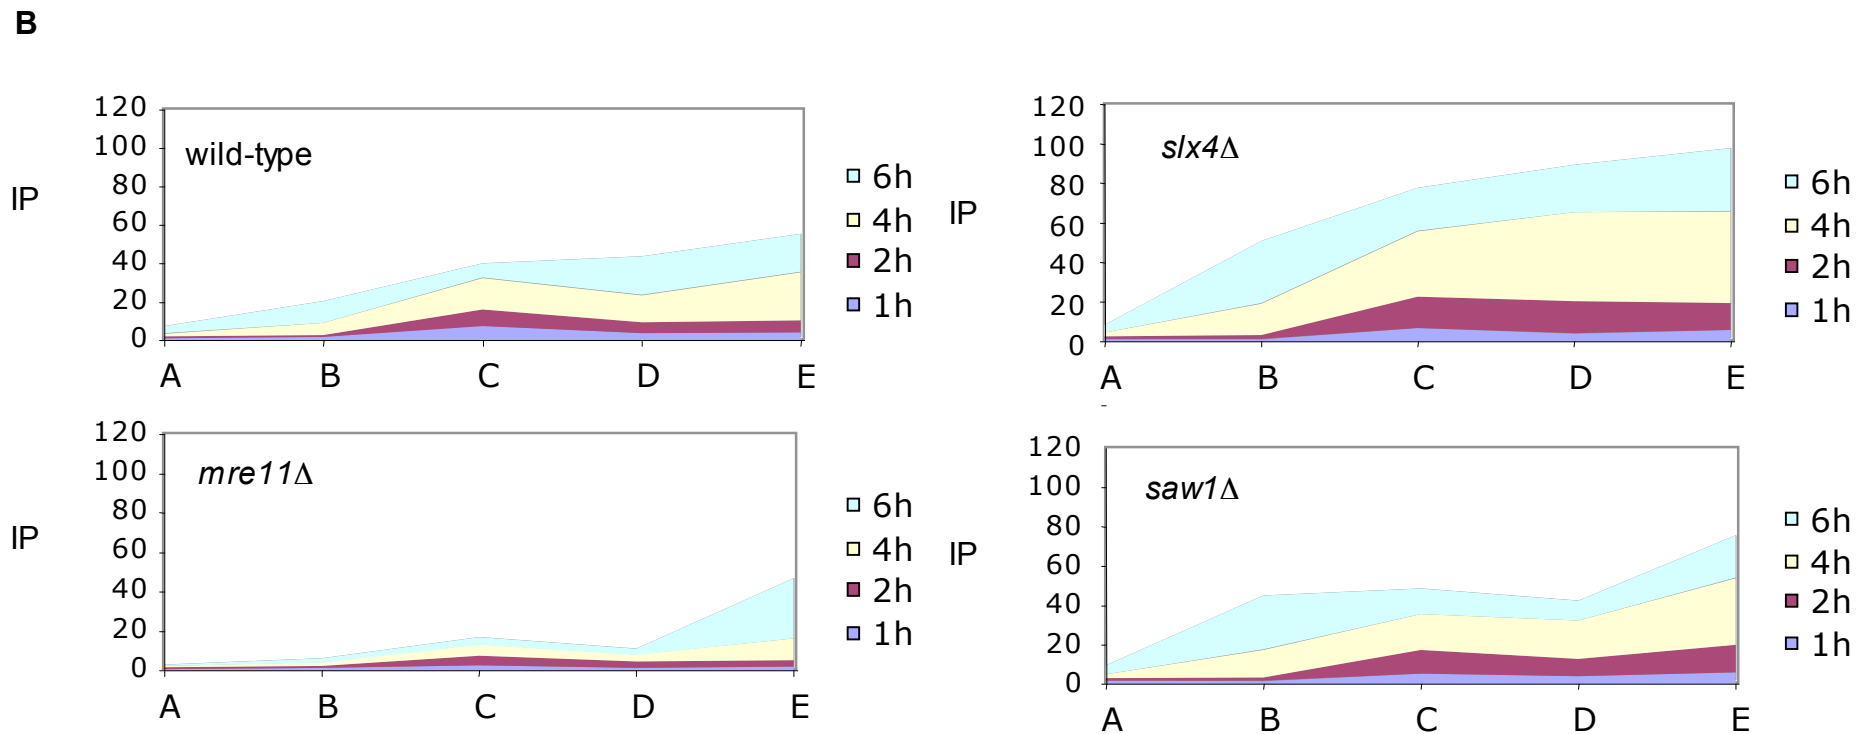 B
120
100
80
60
40
20
0
IP
wild-type
6h
4h
2h
1h
A B C D E
120
100
80
60
40
20
0
IP
slx4Δ
6h
4h
2h
1h
A B C D E
120
100
80
60
40
20
0
IP
mre11Δ
6h
4h
2h
1h
A B C D E
120
100
80
60
40
20
0
IP
saw1Δ
6h
4h
2h
1h
A B C D E